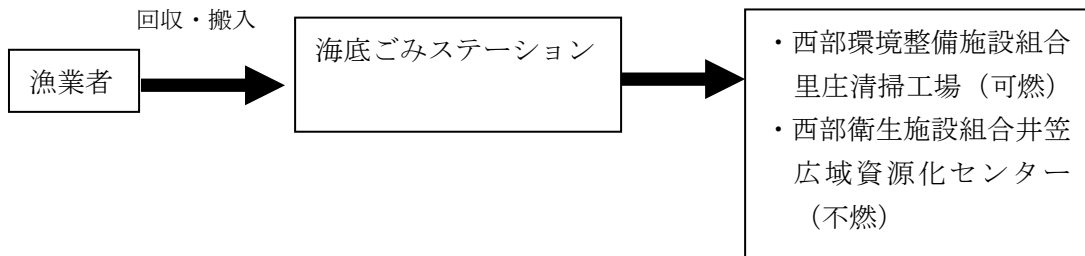 回収・搬入
漁業者
海底ごみステーション
・西部環境整備施設組合
里庄清掃工場（可燃）
・西部衛生施設組合井笠
広域資源化センター
（不燃）